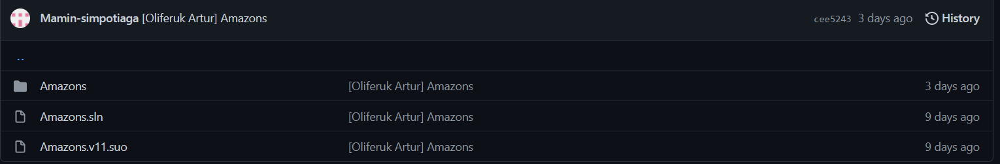 Mamin-simpotiaga [Oliferuk Artur] Amazons cee5243 3 days ago History
..
Amazons [Oliferuk Artur] Amazons 3 days ago
Amazons.sln [Oliferuk Artur] Amazons 9 days ago
Amazons.v11.suo [Oliferuk Artur] Amazons 9 days ago